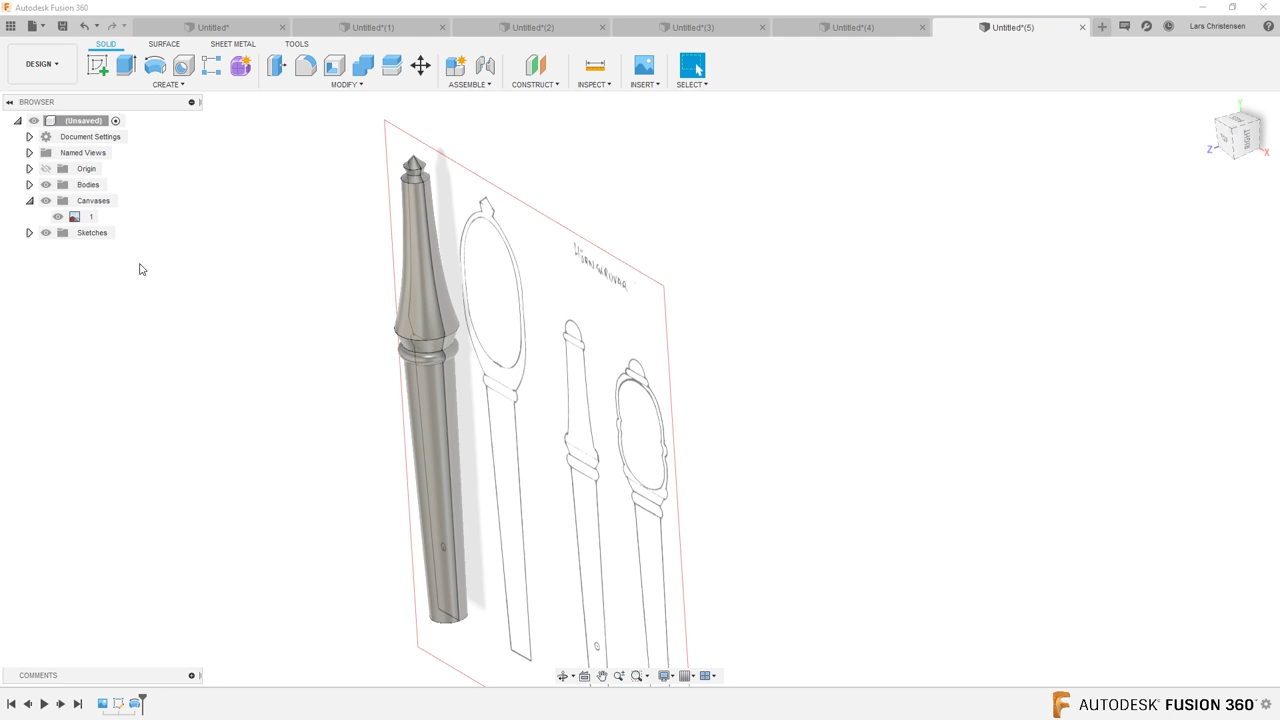 Autodesk Fusion 360
Untitled*
Untitled*(1)
Untitled*(2)
Untitled*(3)
Untitled*(4)
Untitled*(5)
Lars Christensen
SOLID
SURFACE
SHEET METAL
TOOLS
DESIGN
CREATE
MODIFY
ASSEMBLE
CONSTRUCT
INSPECT
INSERT
SELECT
BROWSER
(Unsaved)
Document Settings
Named Views
Origin
Bodies
Canvases
1
Sketches
Z
X
COMMENTS
AUTODESK FUSION 360